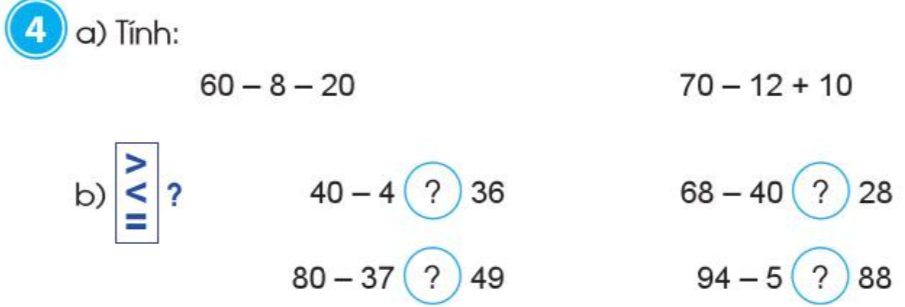 4 a) Tính:
60 – 8 – 20 70 – 12 + 10
b) > < = ? 40 – 4 ? 36 68 – 40 ? 28
80 – 37 ? 49 94 – 5 ? 88